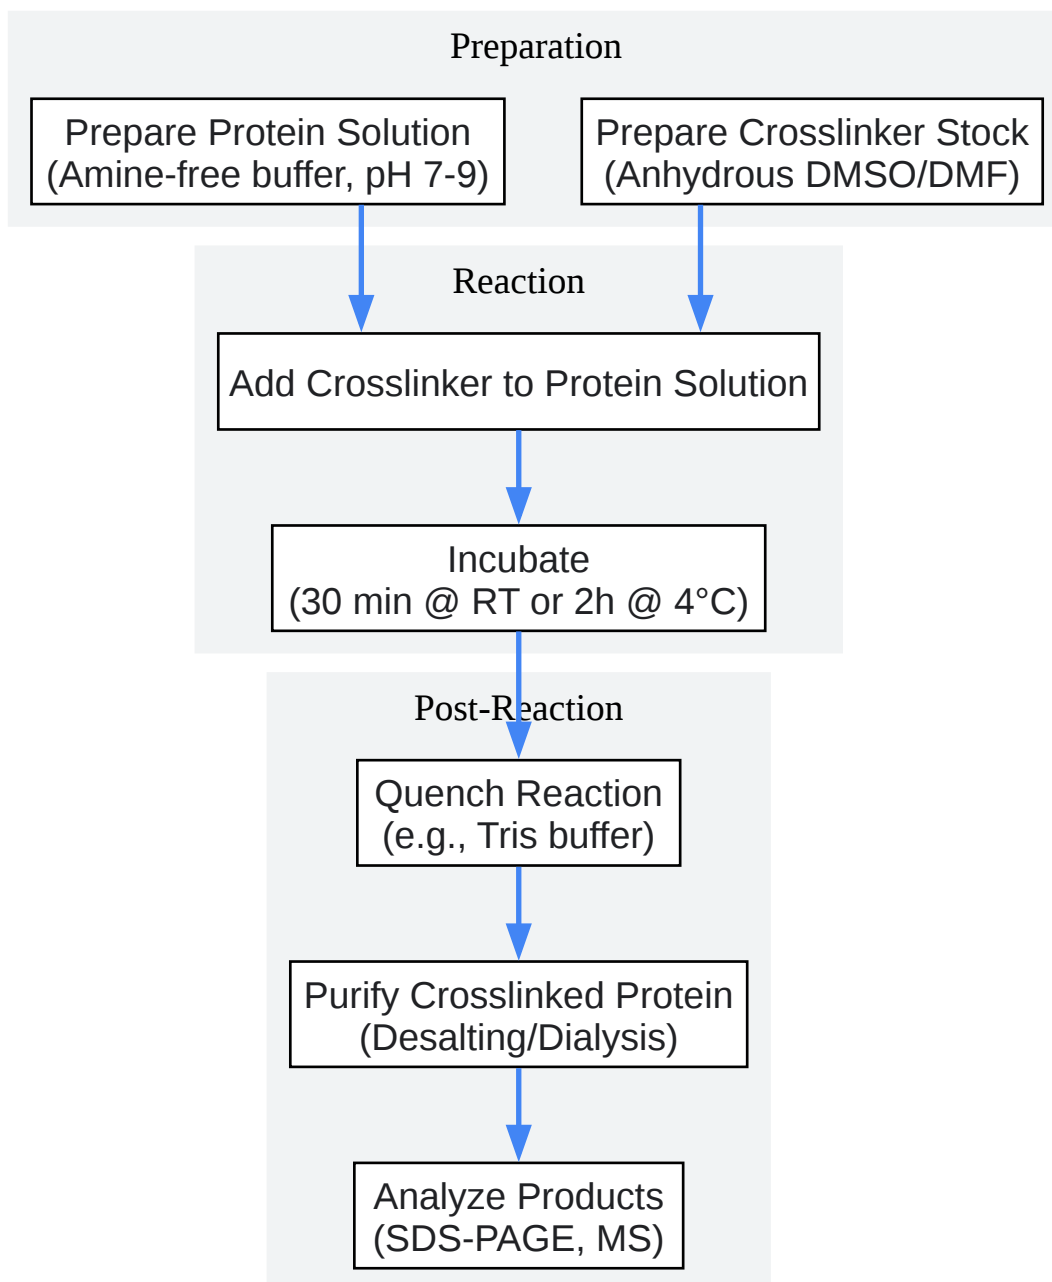 Preparation
Prepare Protein Solution
(Amine-free buffer, pH 7-9)
Prepare Crosslinker Stock
(Anhydrous DMSO/DMF)
Reaction
Add Crosslinker to Protein Solution
Incubate
(30 min @ RT or 2h @ 4°C)
Post-Reaction
Quench Reaction
(e.g., Tris buffer)
Purify Crosslinked Protein
(Desalting/Dialysis)
Analyze Products
(SDS-PAGE, MS)